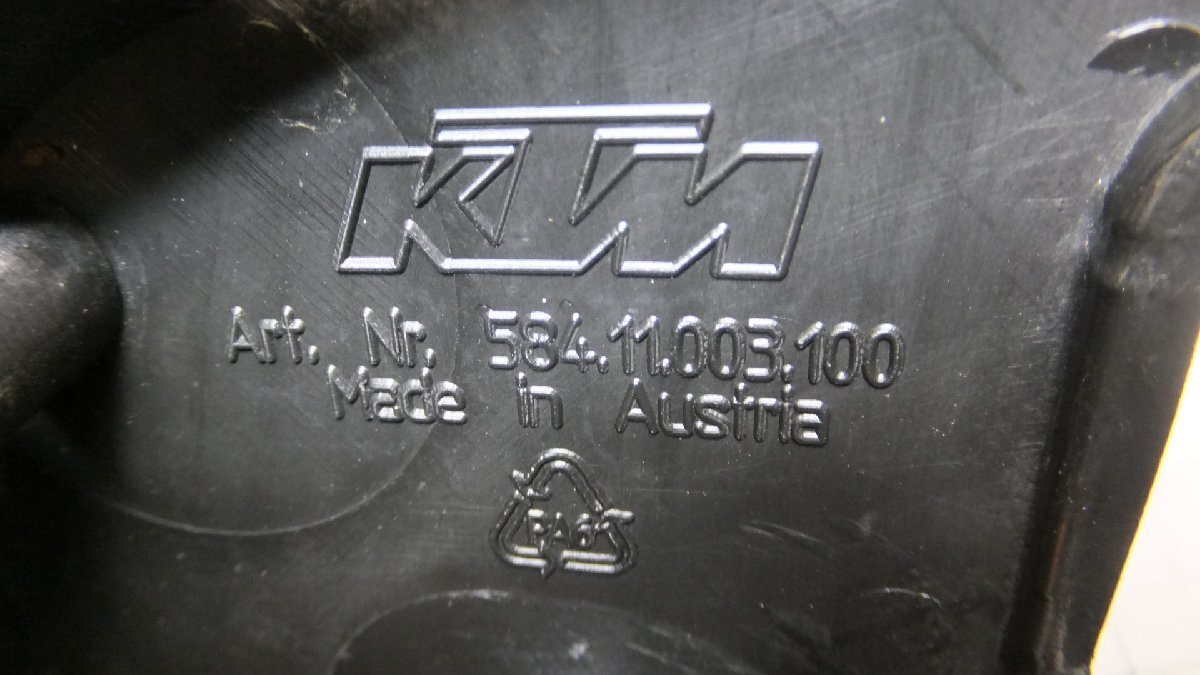 KTM
Art. Nr. 584.11.003.100
Made in Austria
PA6